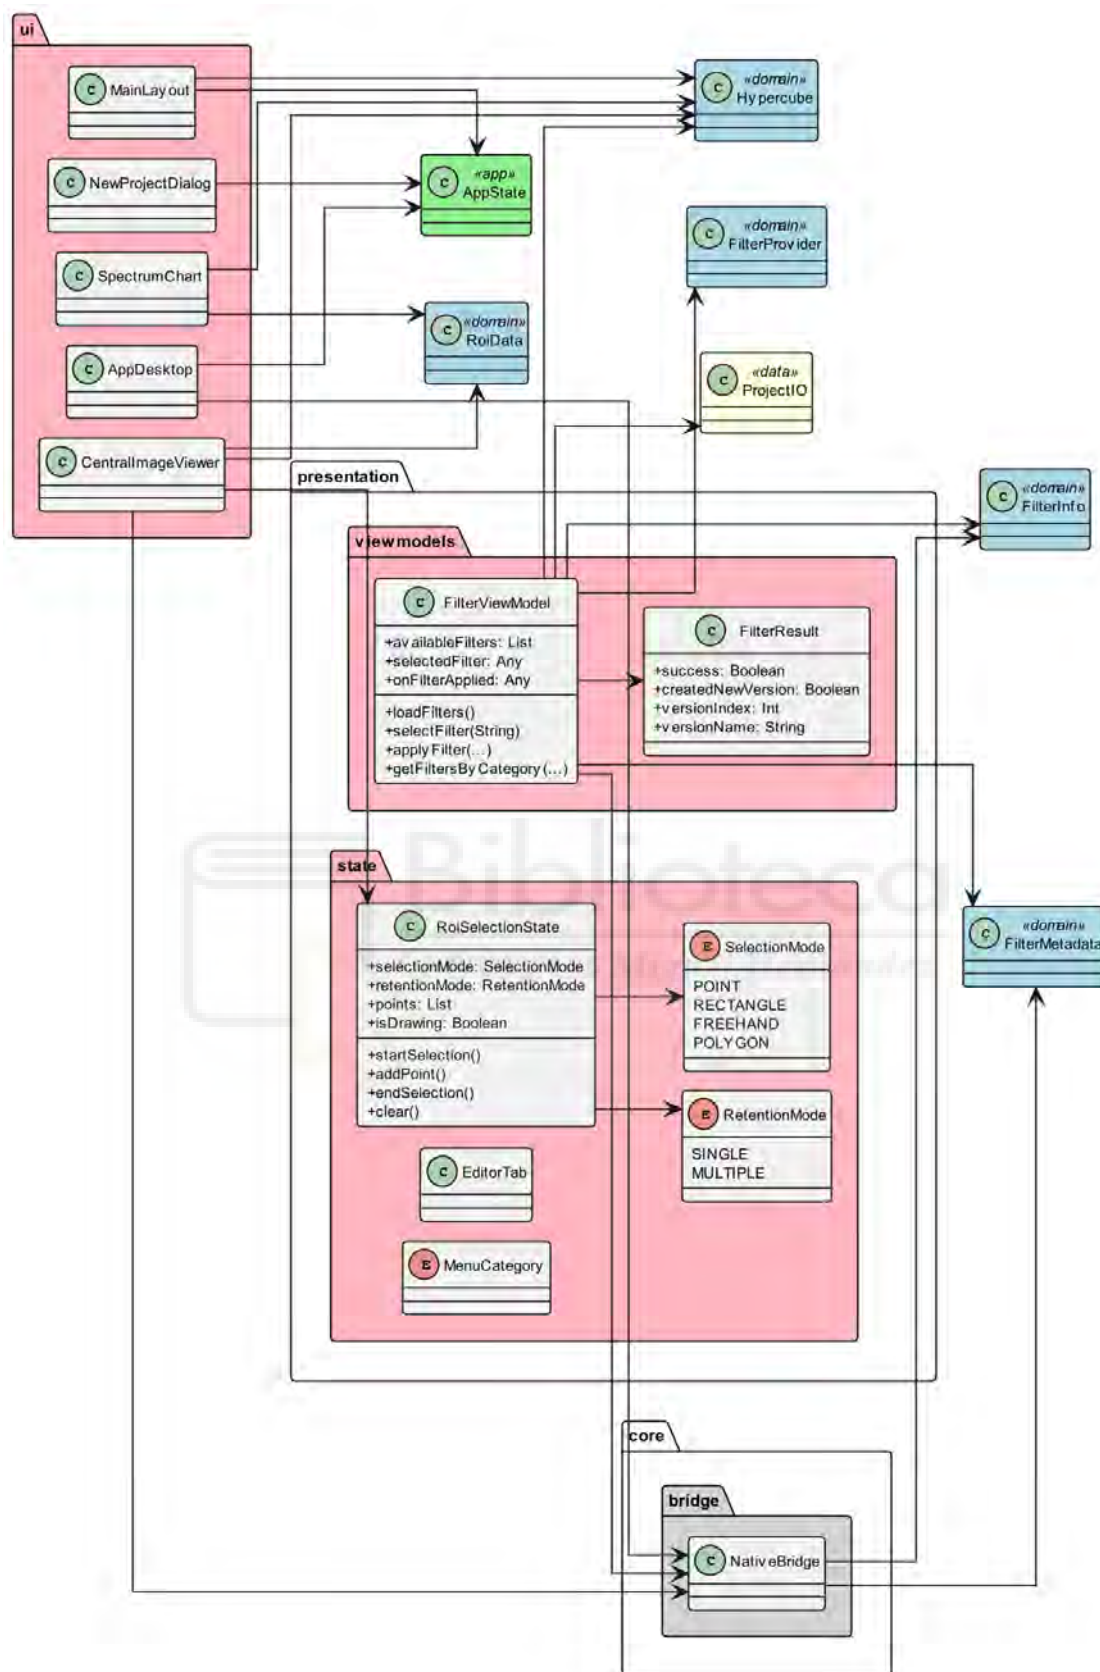 ui
MainLayout
«domain»
Hypercube
NewProjectDialog
«app»
AppState
«domain»
FilterProvider
SpectrumChart
«domain»
RoiData
AppDesktop
«data»
ProjectIO
CentralImageViewer
presentation
«domain»
FilterInfo
viewmodels
FilterViewModel
+availableFilters: List
+selectedFilter: Any
+onFilterApplied: Any
+loadFilters()
+selectFilter(String)
+applyFilter(...)
+getFiltersByCategory(...)
FilterResult
+success: Boolean
+createdNewVersion: Boolean
+versionIndex: Int
+versionName: String
Biblioteca
state
RoiSelectionState
+selectionMode: SelectionMode
+retentionMode: RetentionMode
+points: List
+isDrawing: Boolean
+startSelection()
+addPoint()
+endSelection()
+clear()
SelectionMode
POINT
RECTANGLE
FREEHAND
POLYGON
«domain»
FilterMetadata
RetentionMode
SINGLE
MULTIPLE
EditorTab
MenuCategory
core
bridge
NativeBridge